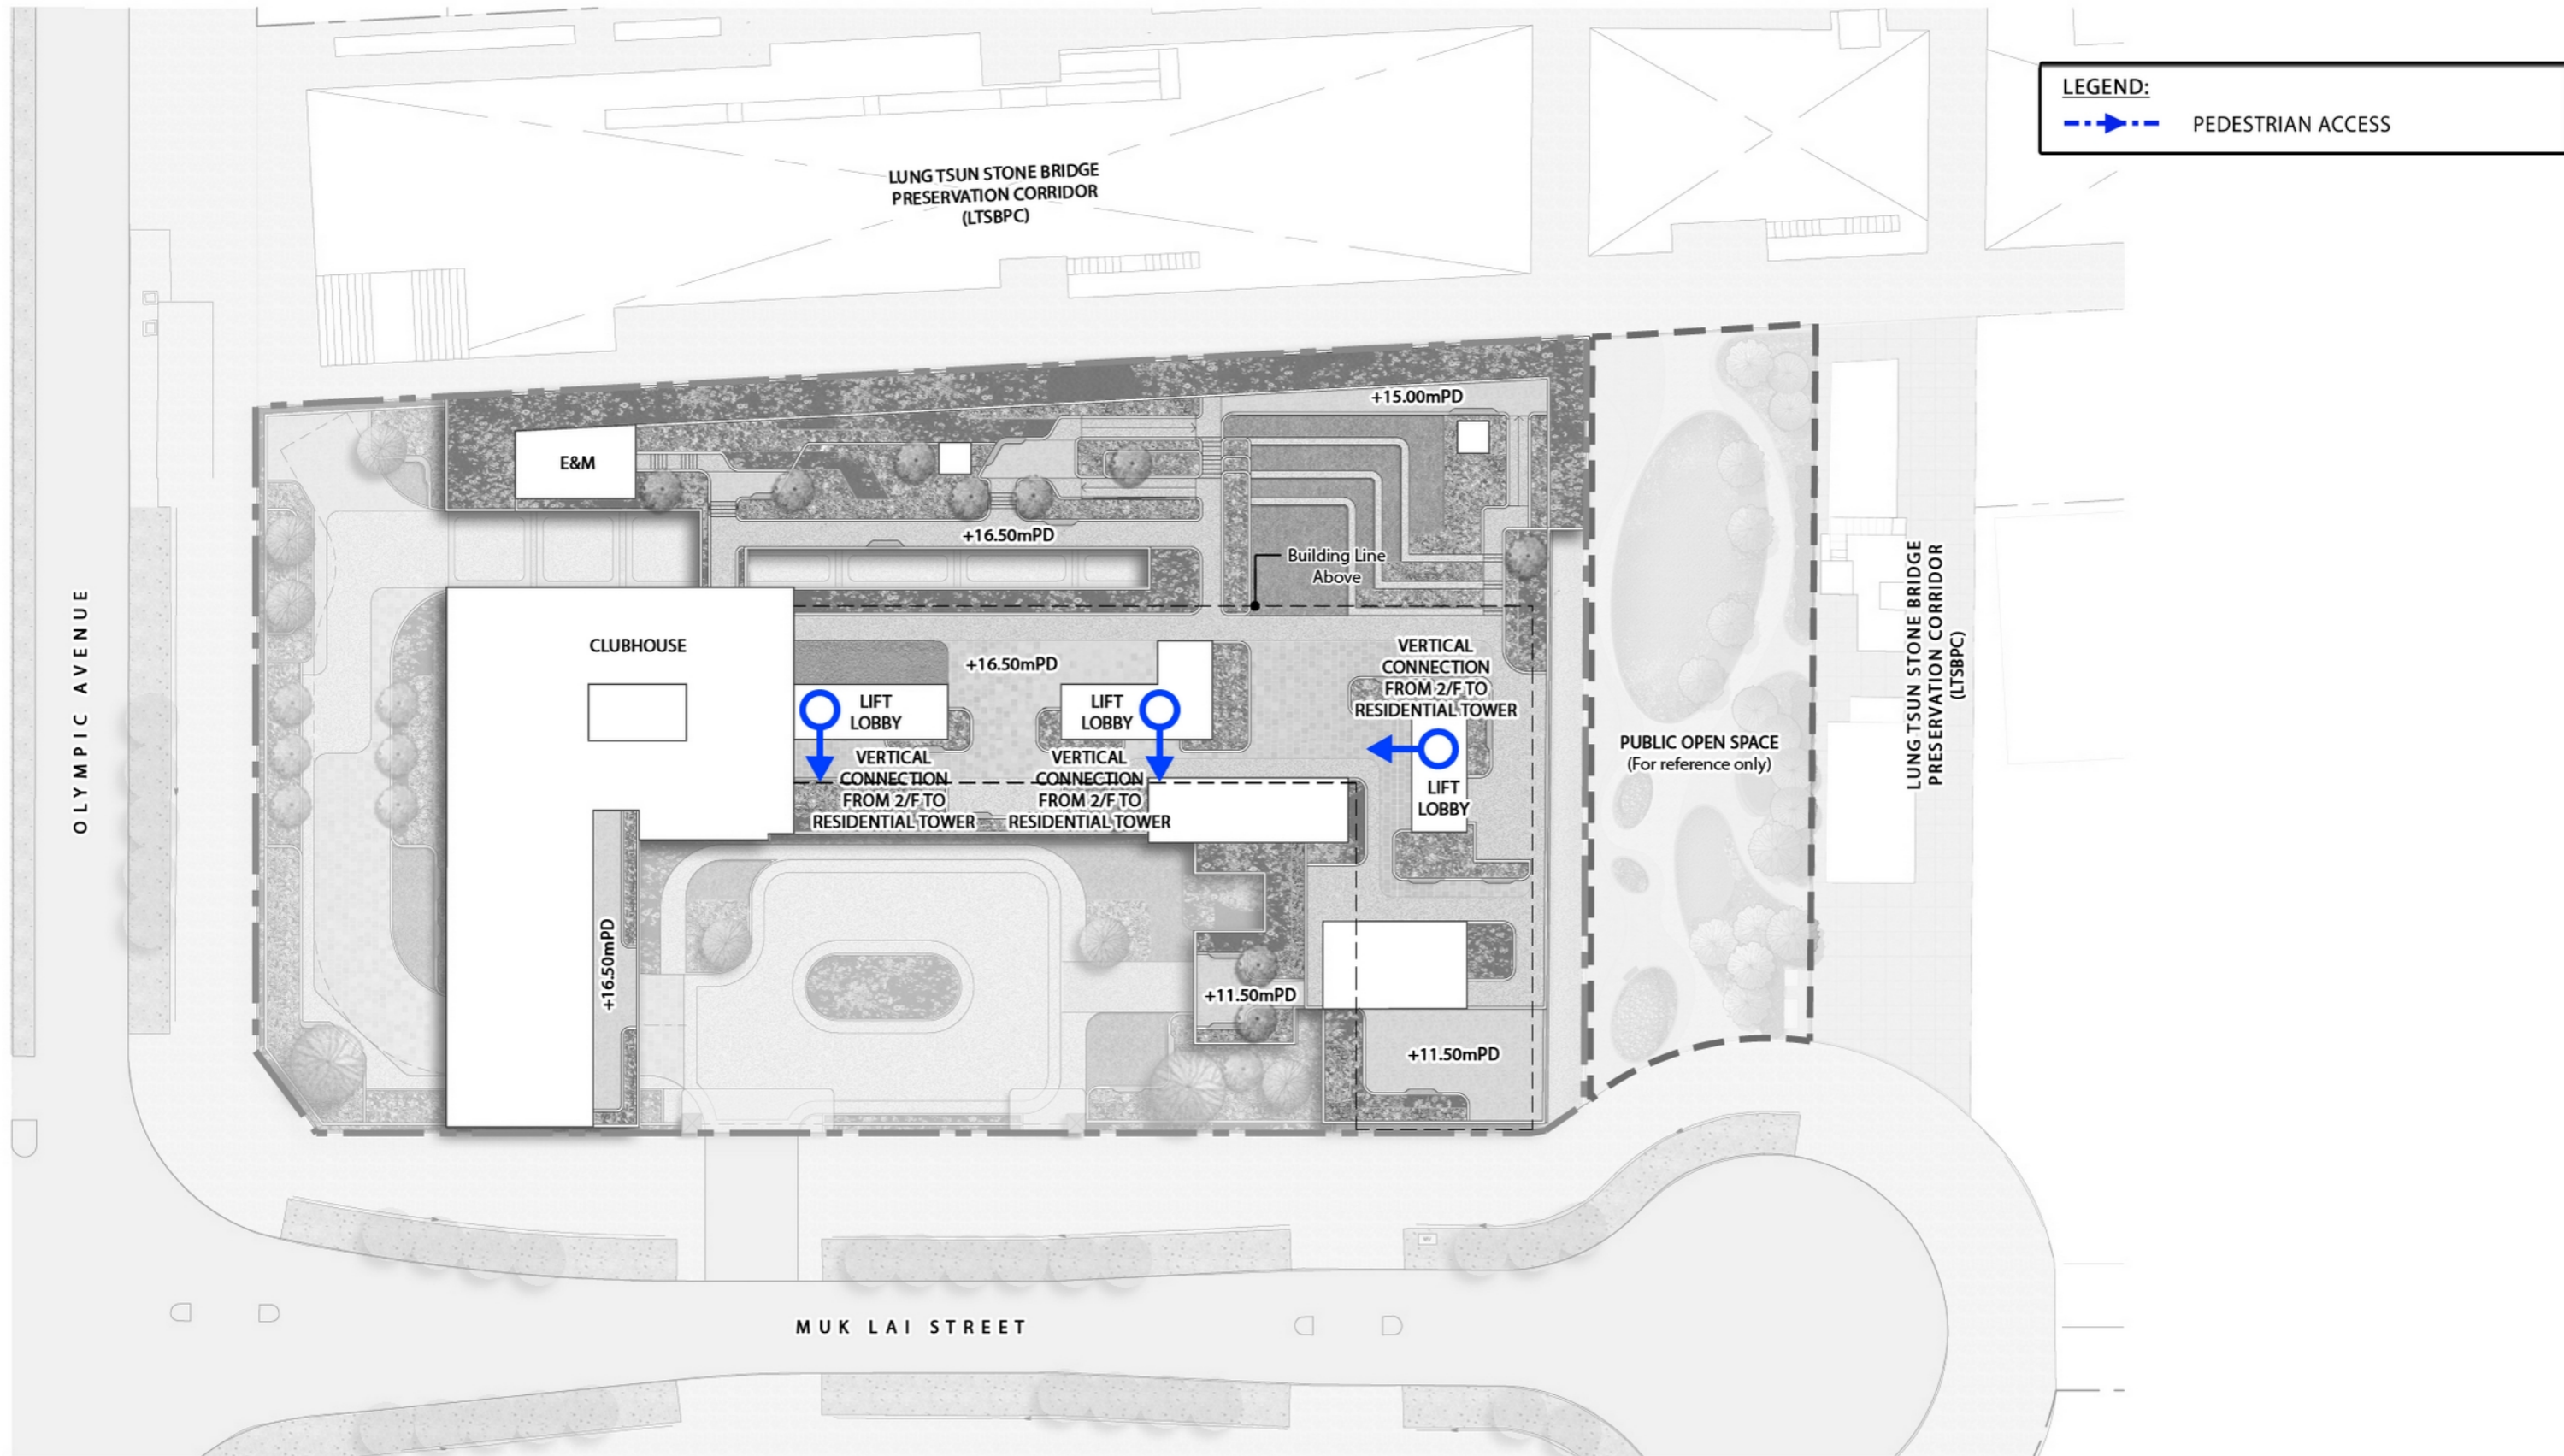 LEGEND:
PEDESTRIAN ACCESS
LUNG TSUN STONE BRIDGE
PRESERVATION CORRIDOR
(LTSBPC)
+15.00mPD
E&M
+16.50mPD
Building Line
Above
CLUBHOUSE
+16.50mPD
LIFT
LOBBY
VERTICAL
CONNECTION
FROM 2/F TO
RESIDENTIAL TOWER
LIFT
LOBBY
VERTICAL
CONNECTION
FROM 2/F TO
RESIDENTIAL TOWER
VERTICAL
CONNECTION
FROM 2/F TO
RESIDENTIAL TOWER
LIFT
LOBBY
PUBLIC OPEN SPACE
(For reference only)
LUNG TSUN STONE BRIDGE
PRESERVATION CORRIDOR
(LTSBPC)
OLYMPIC AVENUE
+16.50mPD
+11.50mPD
+11.50mPD
MUK LAI STREET